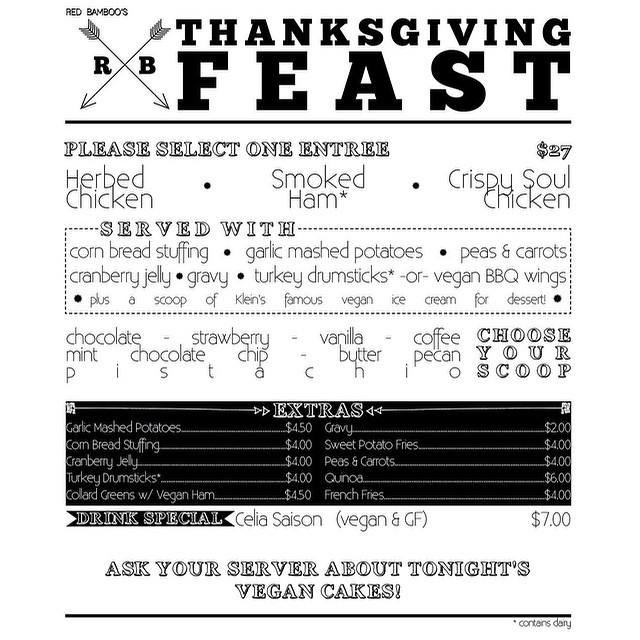 RED BAMBOO'S
R B
THANKSGIVING
FEAST
PLEASE SELECT ONE ENTREE $27
Herbed Chicken • Smoked Ham* • Crispy Soul Chicken
SERVED WITH
corn bread stuffing • garlic mashed potatoes • peas & carrots
cranberry jelly • gravy • turkey drumsticks* -or- vegan BBQ wings
• plus a scoop of Klein's famous vegan ice cream for dessert! •
chocolate - strawberry - vanilla - coffee
mint chocolate chip - butter pecan
pistachio
CHOOSE
YOUR
SCOOP
EXTRAS
Garlic Mashed Potatoes $4.50 Gravy $2.00
Corn Bread Stuffing $4.00 Sweet Potato Fries $4.00
Cranberry Jelly $4.00 Peas & Carrots $4.00
Turkey Drumsticks* $4.00 Quinoa $6.00
Collard Greens w/ Vegan Ham $4.50 French Fries $4.00
DRINK SPECIAL Celia Saison (vegan & GF) $7.00
ASK YOUR SERVER ABOUT TONIGHT'S
VEGAN CAKES!
* contains dairy